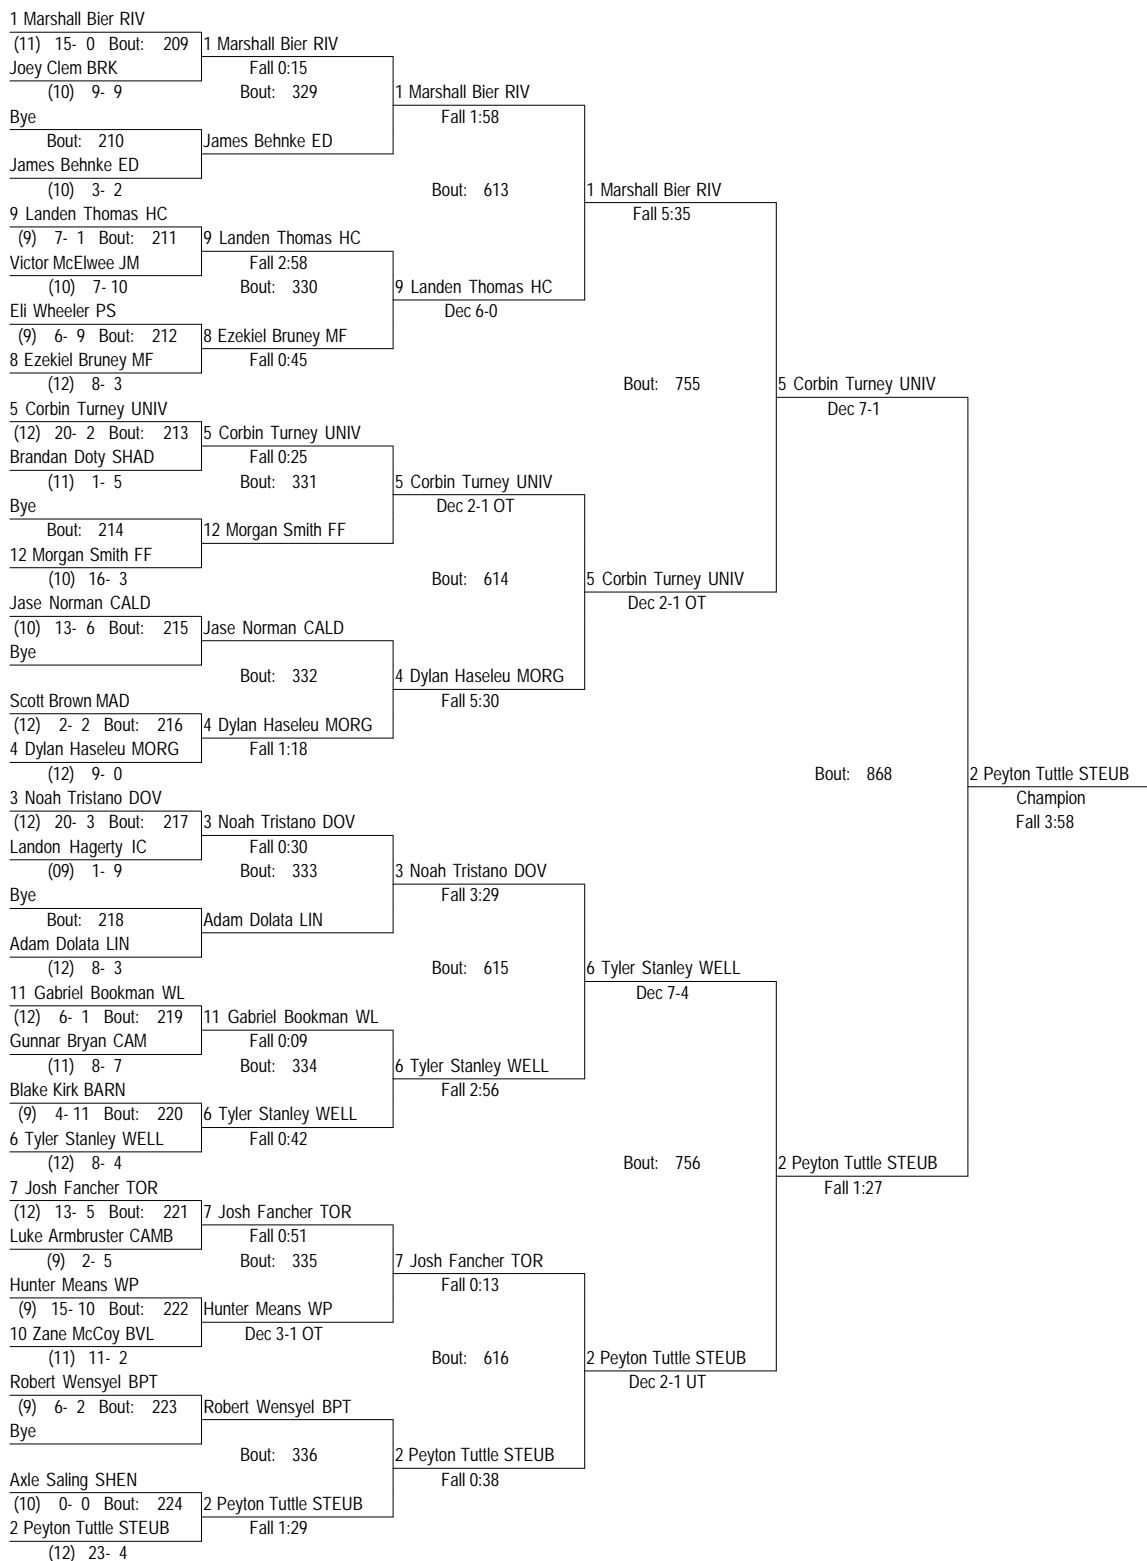 1 Marshall Bier RIV
(11) 15- 0 Bout: 209 1 Marshall Bier RIV
Joey Clem BRK Fall 0:15
(10) 9- 9 Bout: 329 1 Marshall Bier RIV
Bye Fall 1:58
Bout: 210 James Behnke ED
James Behnke ED
(10) 3- 2 Bout: 613 1 Marshall Bier RIV
9 Landen Thomas HC Fall 5:35
(9) 7- 1 Bout: 211 9 Landen Thomas HC
Victor McElwee JM Fall 2:58
(10) 7- 10 Bout: 330 9 Landen Thomas HC
Eli Wheeler PS Dec 6-0
(9) 6- 9 Bout: 212 8 Ezekiel Bruney MF
8 Ezekiel Bruney MF Fall 0:45
(12) 8- 3 Bout: 755 5 Corbin Turney UNIV
5 Corbin Turney UNIV Dec 7-1
(12) 20- 2 Bout: 213 5 Corbin Turney UNIV
Brandan Doty SHAD Fall 0:25
(11) 1- 5 Bout: 331 5 Corbin Turney UNIV
Bye Dec 2-1 OT
Bout: 214 12 Morgan Smith FF
12 Morgan Smith FF
(10) 16- 3 Bout: 614 5 Corbin Turney UNIV
Jase Norman CALD Dec 2-1 OT
(10) 13- 6 Bout: 215 Jase Norman CALD
Bye
Bout: 332 4 Dylan Haseleu MORG
Scott Brown MAD Fall 5:30
(12) 2- 2 Bout: 216 4 Dylan Haseleu MORG
4 Dylan Haseleu MORG Fall 1:18
(12) 9- 0 Bout: 868 2 Peyton Tuttle STEUB
3 Noah Tristano DOV Champion
(12) 20- 3 Bout: 217 3 Noah Tristano DOV Fall 3:58
Landon Hagerty IC Fall 0:30
(09) 1- 9 Bout: 333 3 Noah Tristano DOV
Bye Fall 3:29
Bout: 218 Adam Dolata LIN
Adam Dolata LIN
(12) 8- 3 Bout: 615 6 Tyler Stanley WELL
11 Gabriel Bookman WL Dec 7-4
(12) 6- 1 Bout: 219 11 Gabriel Bookman WL
Gunnar Bryan CAM Fall 0:09
(11) 8- 7 Bout: 334 6 Tyler Stanley WELL
Blake Kirk BARN Fall 2:56
(9) 4- 11 Bout: 220 6 Tyler Stanley WELL
6 Tyler Stanley WELL Fall 0:42
(12) 8- 4 Bout: 756 2 Peyton Tuttle STEUB
7 Josh Fancher TOR Fall 1:27
(12) 13- 5 Bout: 221 7 Josh Fancher TOR
Luke Armbruster CAMB Fall 0:51
(9) 2- 5 Bout: 335 7 Josh Fancher TOR
Hunter Means WP Fall 0:13
(9) 15- 10 Bout: 222 Hunter Means WP
10 Zane McCoy BVL Dec 3-1 OT
(11) 11- 2 Bout: 616 2 Peyton Tuttle STEUB
Robert Wensyel BPT Dec 2-1 UT
(9) 6- 2 Bout: 223 Robert Wensyel BPT
Bye
Bout: 336 2 Peyton Tuttle STEUB
Axle Saling SHEN Fall 0:38
(10) 0- 0 Bout: 224 2 Peyton Tuttle STEUB
2 Peyton Tuttle STEUB Fall 1:29
(12) 23- 4